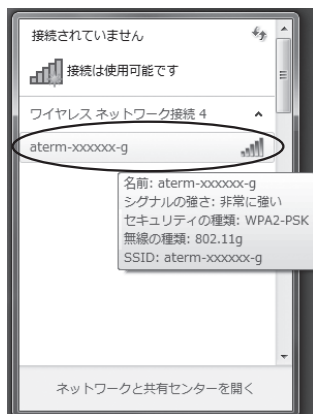 接続されていません
接続は使用可能です
ワイヤレス ネットワーク接続 4
aterm-xxxxxx-g
名前: aterm-xxxxxx-g
シグナルの強さ: 非常に強い
セキュリティの種類: WPA2-PSK
無線の種類: 802.11g
SSID: aterm-xxxxxx-g
ネットワークと共有センターを開く